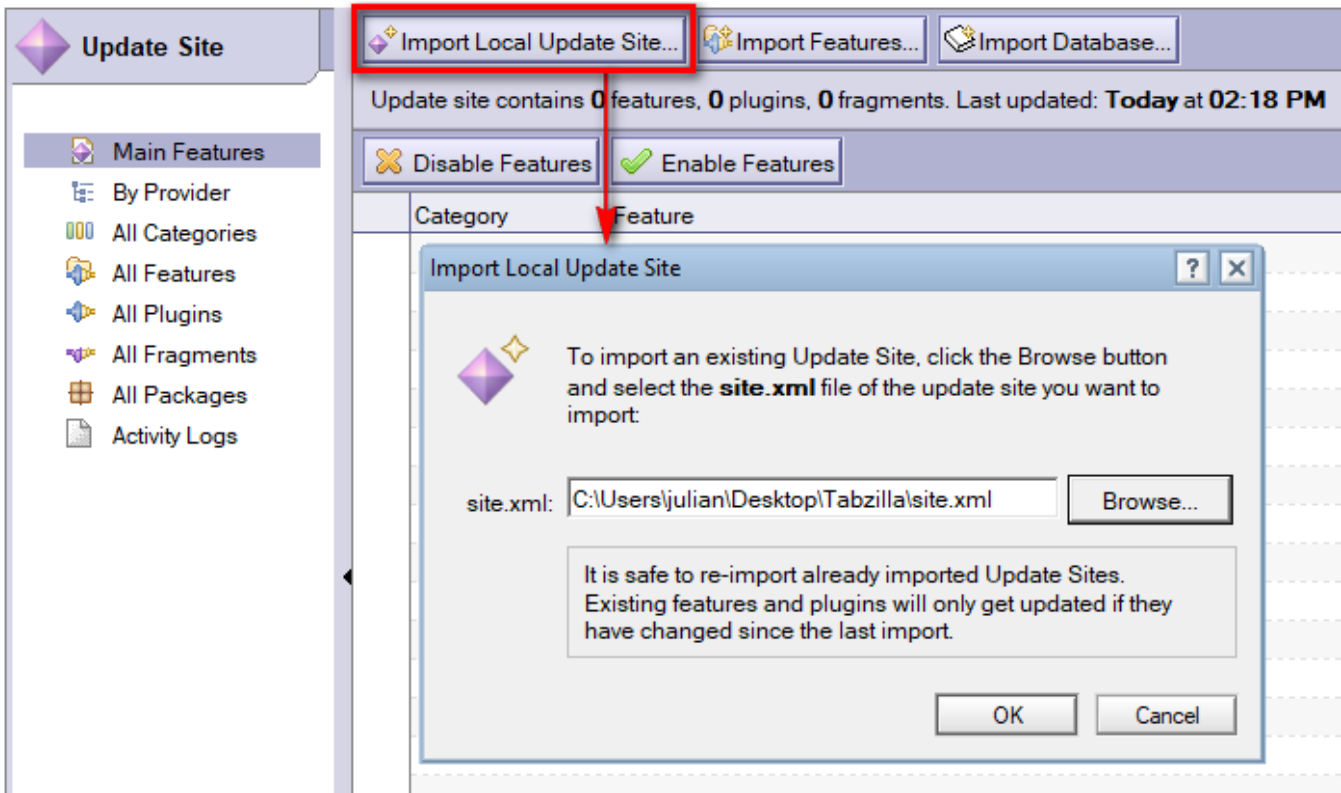 Update Site
Import Local Update Site...
Import Features...
Import Database...
Update site contains 0 features, 0 plugins, 0 fragments. Last updated: Today at 02:18 PM
Main Features
By Provider
All Categories
All Features
All Plugins
All Fragments
All Packages
Activity Logs
Disable Features
Enable Features
Category
Feature
Import Local Update Site
To import an existing Update Site, click the Browse button
and select the site.xml file of the update site you want to
import:
site.xml: C:\Users\julian\Desktop\Tabzilla\site.xml
Browse...
It is safe to re-import already imported Update Sites.
Existing features and plugins will only get updated if they
have changed since the last import.
OK
Cancel